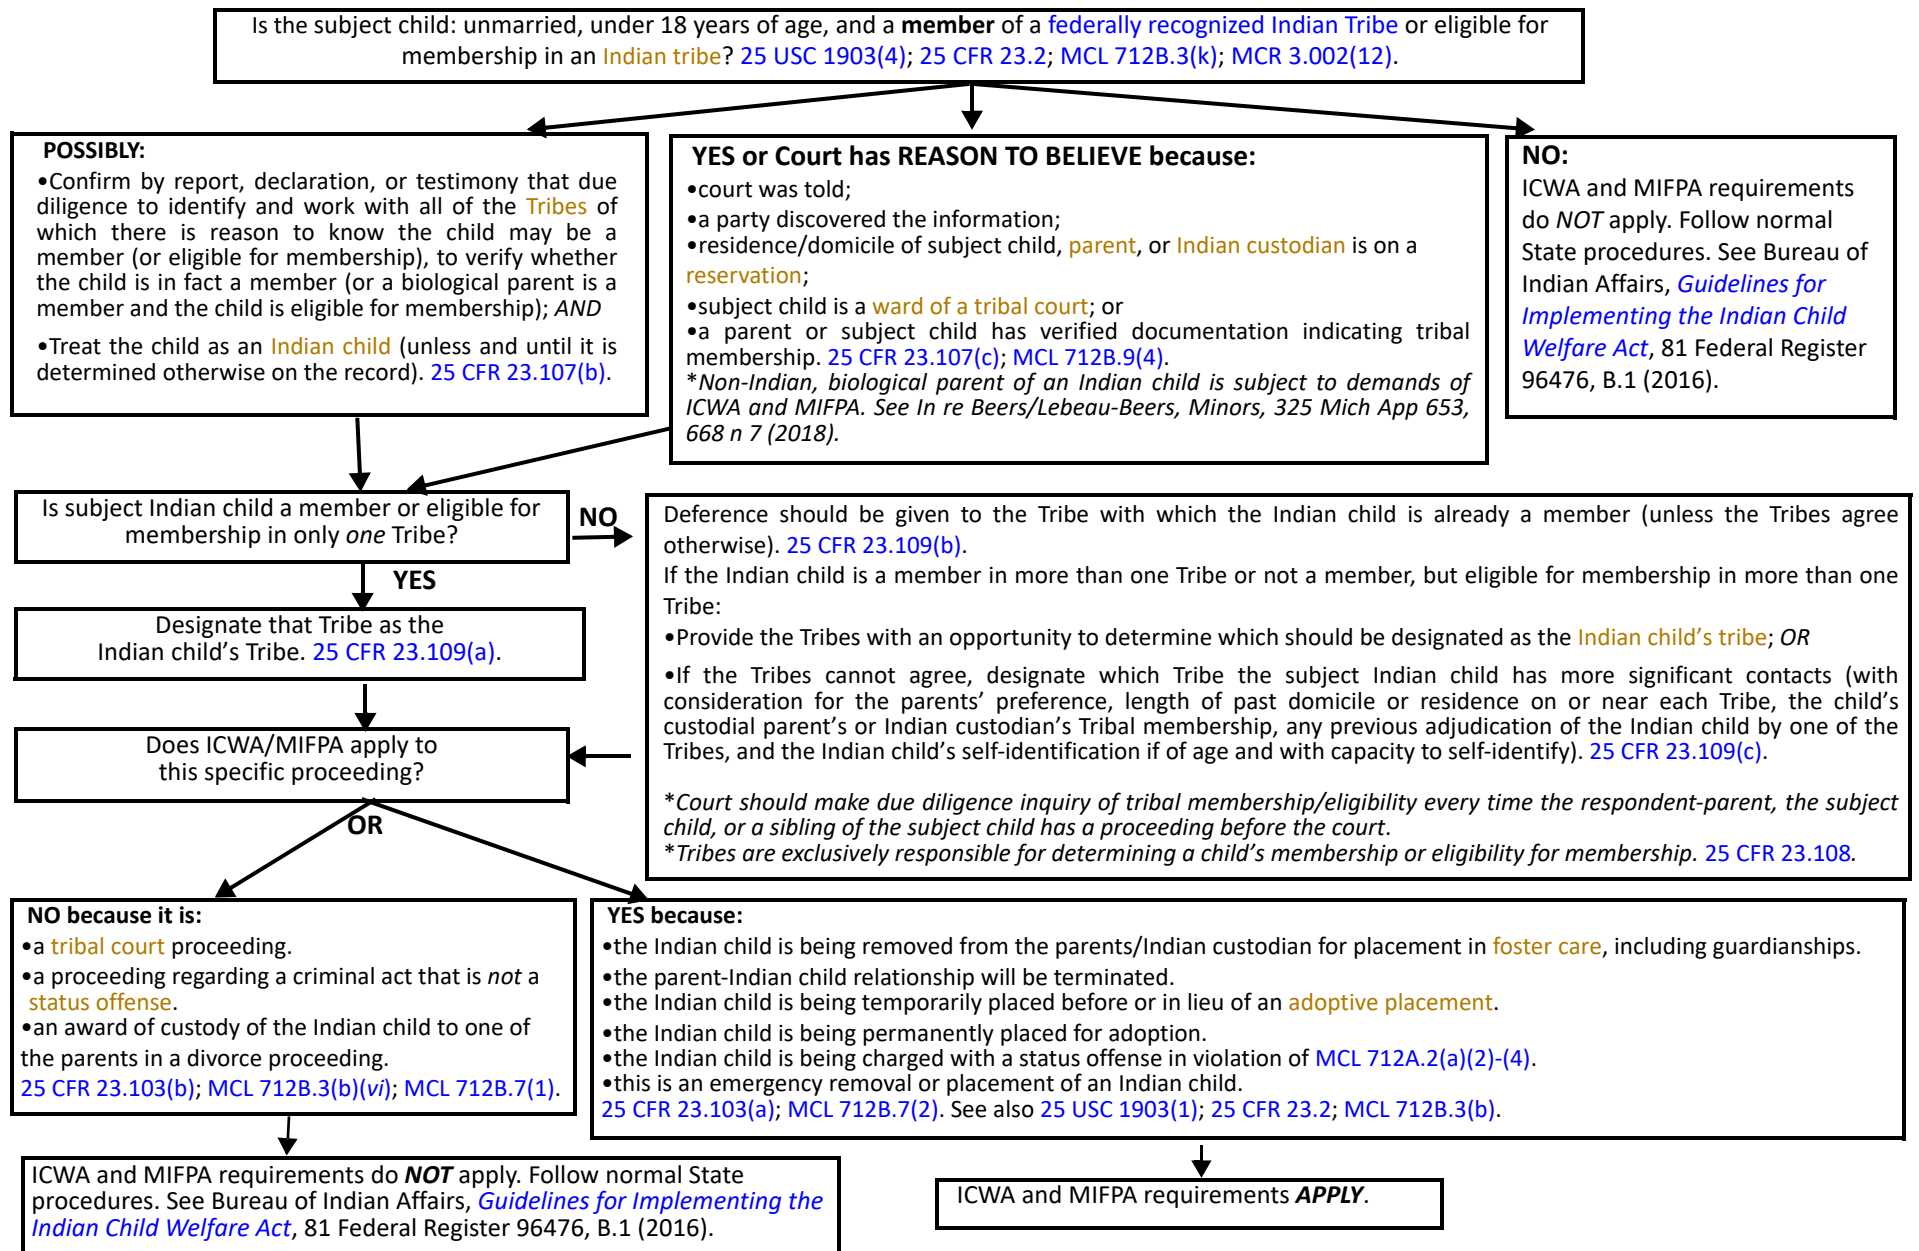 Is the subject child: unmarried, under 18 years of age, and a member of a federally recognized Indian Tribe or eligible for
membership in an Indian tribe? 25 USC 1903(4); 25 CFR 23.2; MCL 712B.3(k); MCR 3.002(12).
POSSIBLY:
•Confirm by report, declaration, or testimony that due
diligence to identify and work with all of the Tribes of
which there is reason to know the child may be a
member (or eligible for membership), to verify whether
the child is in fact a member (or a biological parent is a
member and the child is eligible for membership); AND
•Treat the child as an Indian child (unless and until it is
determined otherwise on the record). 25 CFR 23.107(b).
YES or Court has REASON TO BELIEVE because:
•court was told;
•a party discovered the information;
•residence/domicile of subject child, parent, or Indian custodian is on a
reservation;
•subject child is a ward of a tribal court; or
•a parent or subject child has verified documentation indicating tribal
membership. 25 CFR 23.107(c); MCL 712B.9(4).
*Non-Indian, biological parent of an Indian child is subject to demands of
ICWA and MIFPA. See In re Beers/Lebeau-Beers, Minors, 325 Mich App 653,
668 n 7 (2018).
NO:
ICWA and MIFPA requirements
do NOT apply. Follow normal
State procedures. See Bureau of
Indian Affairs, Guidelines for
Implementing the Indian Child
Welfare Act, 81 Federal Register
96476, B.1 (2016).
Is subject Indian child a member or eligible for
membership in only one Tribe?
NO
YES
Designate that Tribe as the
Indian child’s Tribe. 25 CFR 23.109(a).
Deference should be given to the Tribe with which the Indian child is already a member (unless the Tribes agree
otherwise). 25 CFR 23.109(b).
If the Indian child is a member in more than one Tribe or not a member, but eligible for membership in more than one
Tribe:
•Provide the Tribes with an opportunity to determine which should be designated as the Indian child’s tribe; OR
•If the Tribes cannot agree, designate which Tribe the subject Indian child has more significant contacts (with
consideration for the parents’ preference, length of past domicile or residence on or near each Tribe, the child’s
custodial parent’s or Indian custodian’s Tribal membership, any previous adjudication of the Indian child by one of the
Tribes, and the Indian child’s self-identification if of age and with capacity to self-identify). 25 CFR 23.109(c).
*Court should make due diligence inquiry of tribal membership/eligibility every time the respondent-parent, the subject
child, or a sibling of the subject child has a proceeding before the court.
*Tribes are exclusively responsible for determining a child’s membership or eligibility for membership. 25 CFR 23.108.
Does ICWA/MIFPA apply to
this specific proceeding?
OR
NO because it is:
•a tribal court proceeding.
•a proceeding regarding a criminal act that is not a
status offense.
•an award of custody of the Indian child to one of
the parents in a divorce proceeding.
25 CFR 23.103(b); MCL 712B.3(b)(vi); MCL 712B.7(1).
YES because:
•the Indian child is being removed from the parents/Indian custodian for placement in foster care, including guardianships.
•the parent-Indian child relationship will be terminated.
•the Indian child is being temporarily placed before or in lieu of an adoptive placement.
•the Indian child is being permanently placed for adoption.
•the Indian child is being charged with a status offense in violation of MCL 712A.2(a)(2)-(4).
•this is an emergency removal or placement of an Indian child.
25 CFR 23.103(a); MCL 712B.7(2). See also 25 USC 1903(1); 25 CFR 23.2; MCL 712B.3(b).
ICWA and MIFPA requirements do NOT apply. Follow normal State
procedures. See Bureau of Indian Affairs, Guidelines for Implementing the
Indian Child Welfare Act, 81 Federal Register 96476, B.1 (2016).
ICWA and MIFPA requirements APPLY.